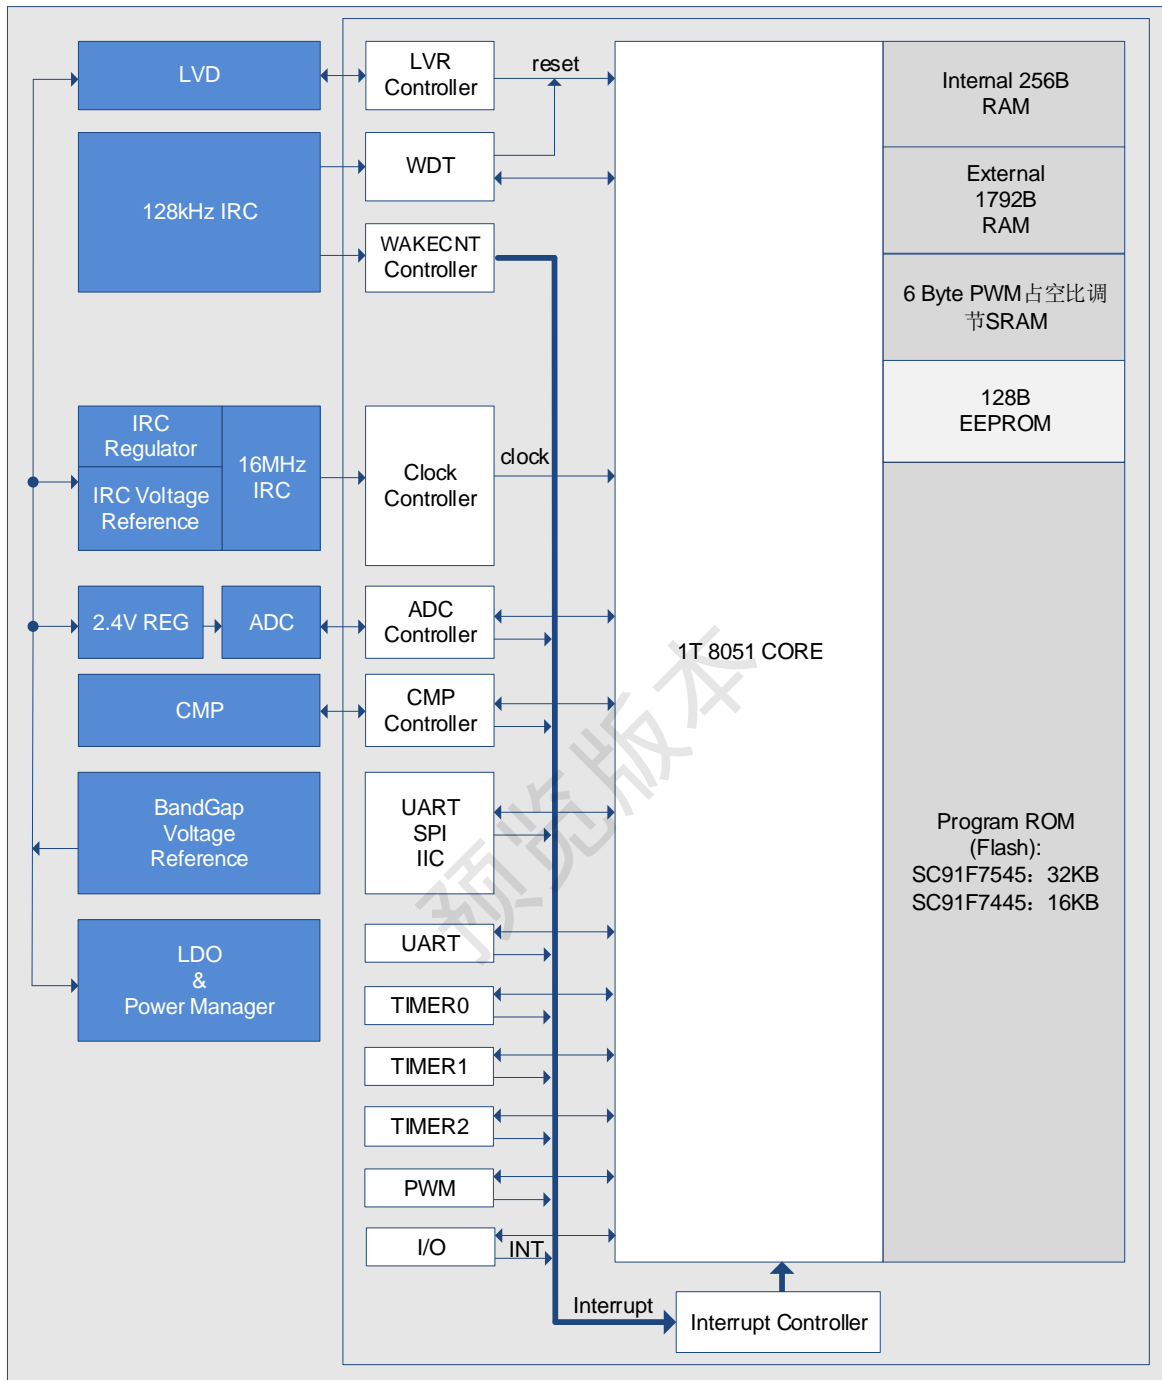 LVD
LVR
Controller
reset
Internal 256B
RAM
128kHz IRC
WDT
External
1792B
RAM
WAKECNT
Controller
6 Byte PWM占空比调
节SRAM
128B
EEPROM
IRC
Regulator
IRC Voltage
Reference
16MHz
IRC
Clock
Controller
clock
2.4V REG
ADC
ADC
Controller
1T 8051 CORE
CMP
CMP
Controller
BandGap
Voltage
Reference
UART
SPI
IIC
Program ROM
(Flash):
SC91F7545：32KB
SC91F7445：16KB
UART
LDO
&
Power Manager
TIMER0
TIMER1
TIMER2
PWM
I/O
INT
Interrupt
Interrupt Controller
预览版本